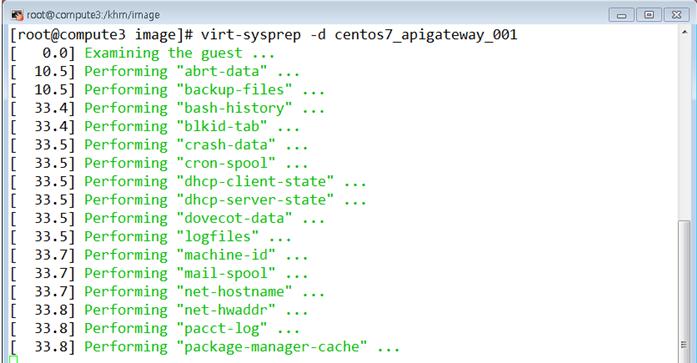 root@compute3:/khm/image
[root@compute3 image]# virt-sysprep -d centos7_apigateway_001
[   0.0] Examining the guest ...
[  10.5] Performing "abrt-data" ...
[  10.5] Performing "backup-files" ...
[  33.4] Performing "bash-history" ...
[  33.4] Performing "blkid-tab" ...
[  33.5] Performing "crash-data" ...
[  33.5] Performing "cron-spool" ...
[  33.5] Performing "dhcp-client-state" ...
[  33.5] Performing "dhcp-server-state" ...
[  33.5] Performing "dovecot-data" ...
[  33.5] Performing "logfiles" ...
[  33.7] Performing "machine-id" ...
[  33.7] Performing "mail-spool" ...
[  33.7] Performing "net-hostname" ...
[  33.8] Performing "net-hwaddr" ...
[  33.8] Performing "pacct-log" ...
[  33.8] Performing "package-manager-cache" ...